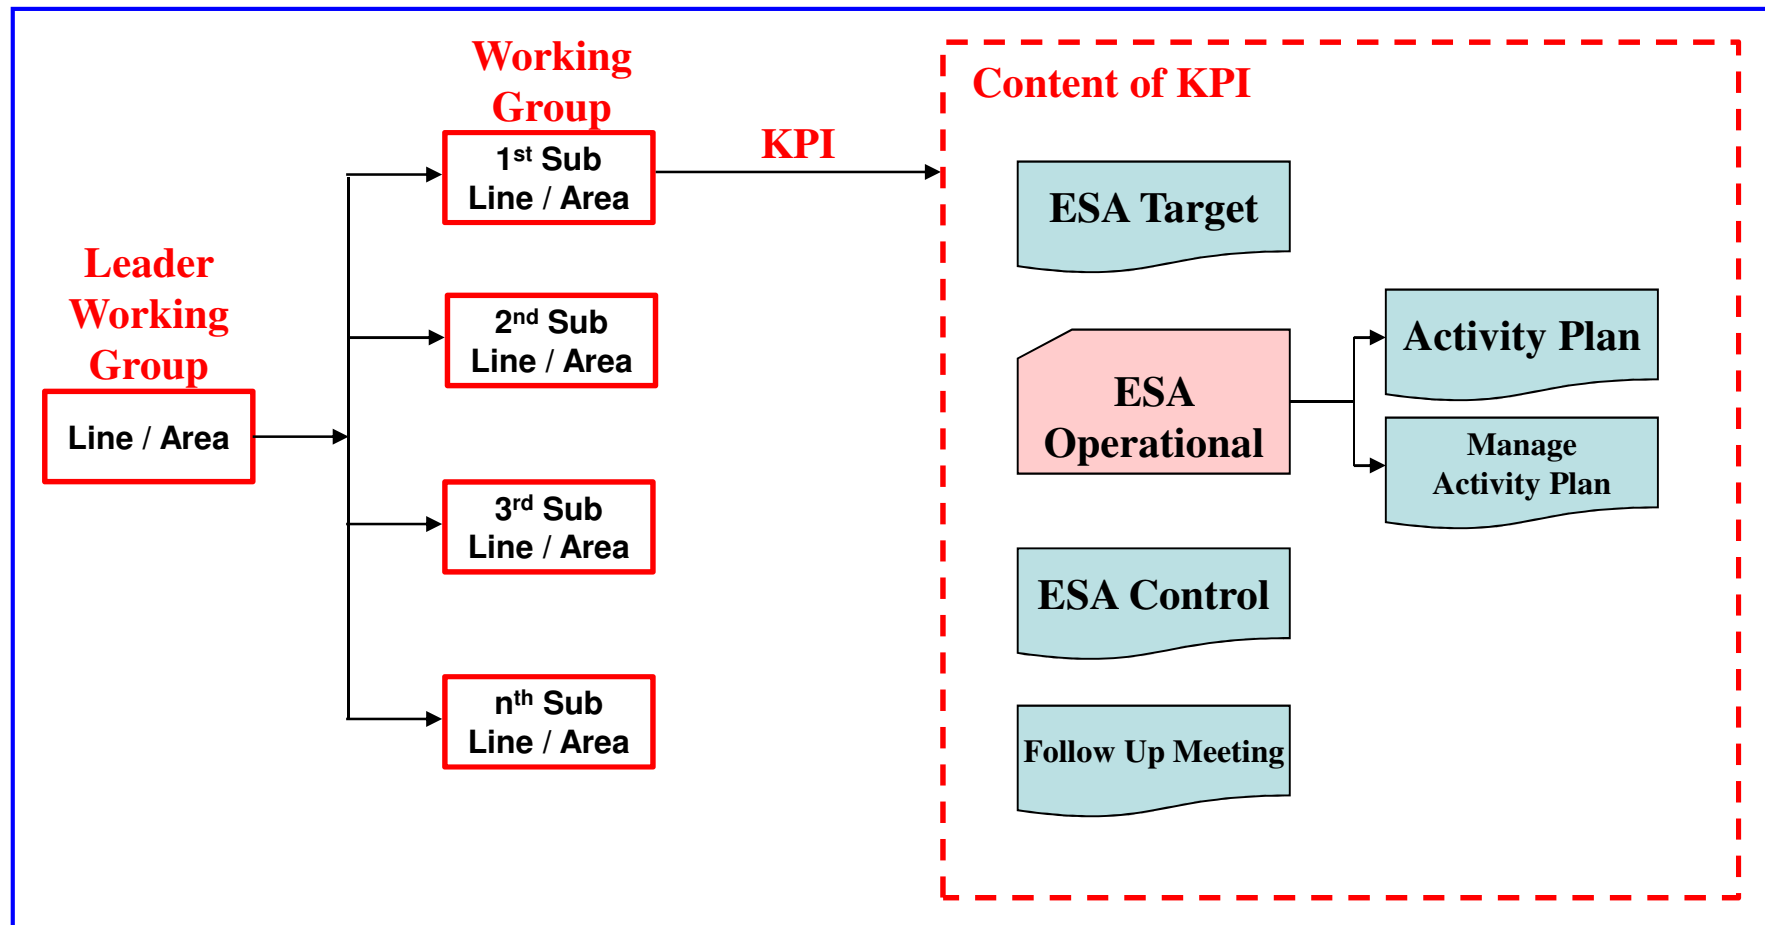 Working
Group
1st Sub
Line / Area
KPI
Content of KPI
ESA Target
Leader
Working
Group
Line / Area
2nd Sub
Line / Area
ESA
Operational
Activity Plan
Manage
Activity Plan
3rd Sub
Line / Area
ESA Control
nth Sub
Line / Area
Follow Up Meeting